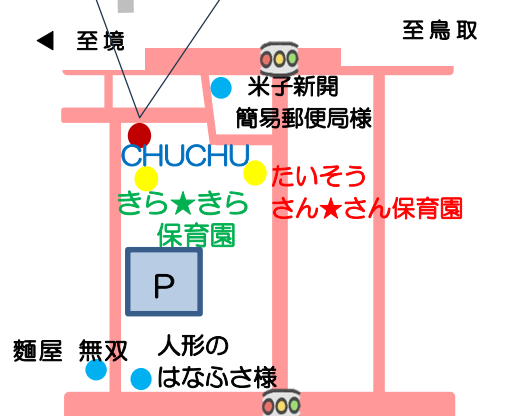 至境
至鳥取
米子新開
簡易郵便局様
CHUCHU
たいそう
さん★さん保育園
きら★きら
保育園
P
麵屋 無双
人形の
はなふさ様